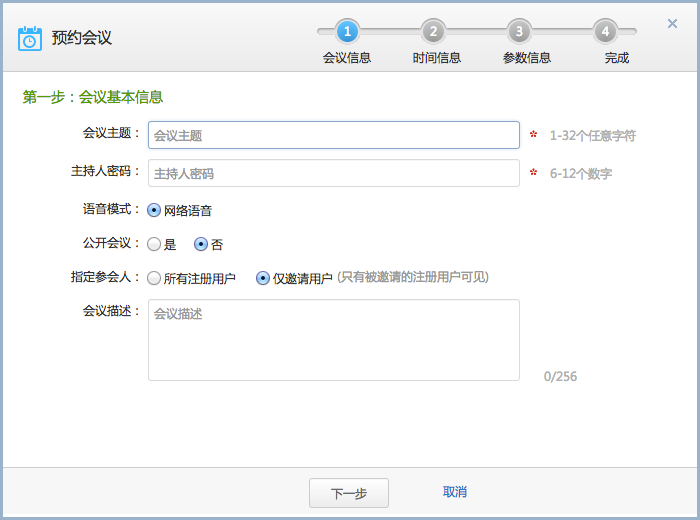 预约会议
1 2 3 4
会议信息 时间信息 参数信息 完成
第一步：会议基本信息
会议主题： 会议主题 * 1-32个任意字符
主持人密码： 主持人密码 * 6-12个数字
语音模式： 网络语音
公开会议： 是 否
指定参会人： 所有注册用户 仅邀请用户 (只有被邀请的注册用户可见)
会议描述： 会议描述
0/256
下一步 取消